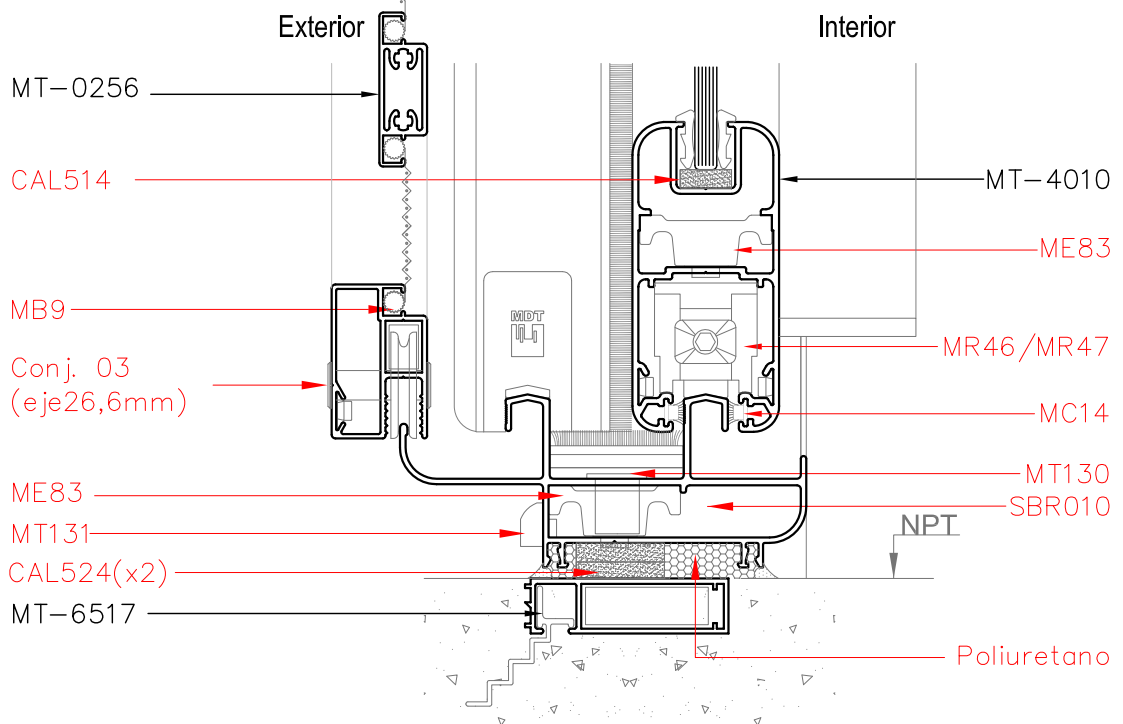 Exterior
Interior
MT-0256
CAL514
MT-4010
ME83
MB9
MDT
MR46/MR47
Conj. 03
(eje26,6mm)
MC14
MT130
ME83
SBR010
MT131
NPT
CAL524(x2)
MT-6517
Poliuretano